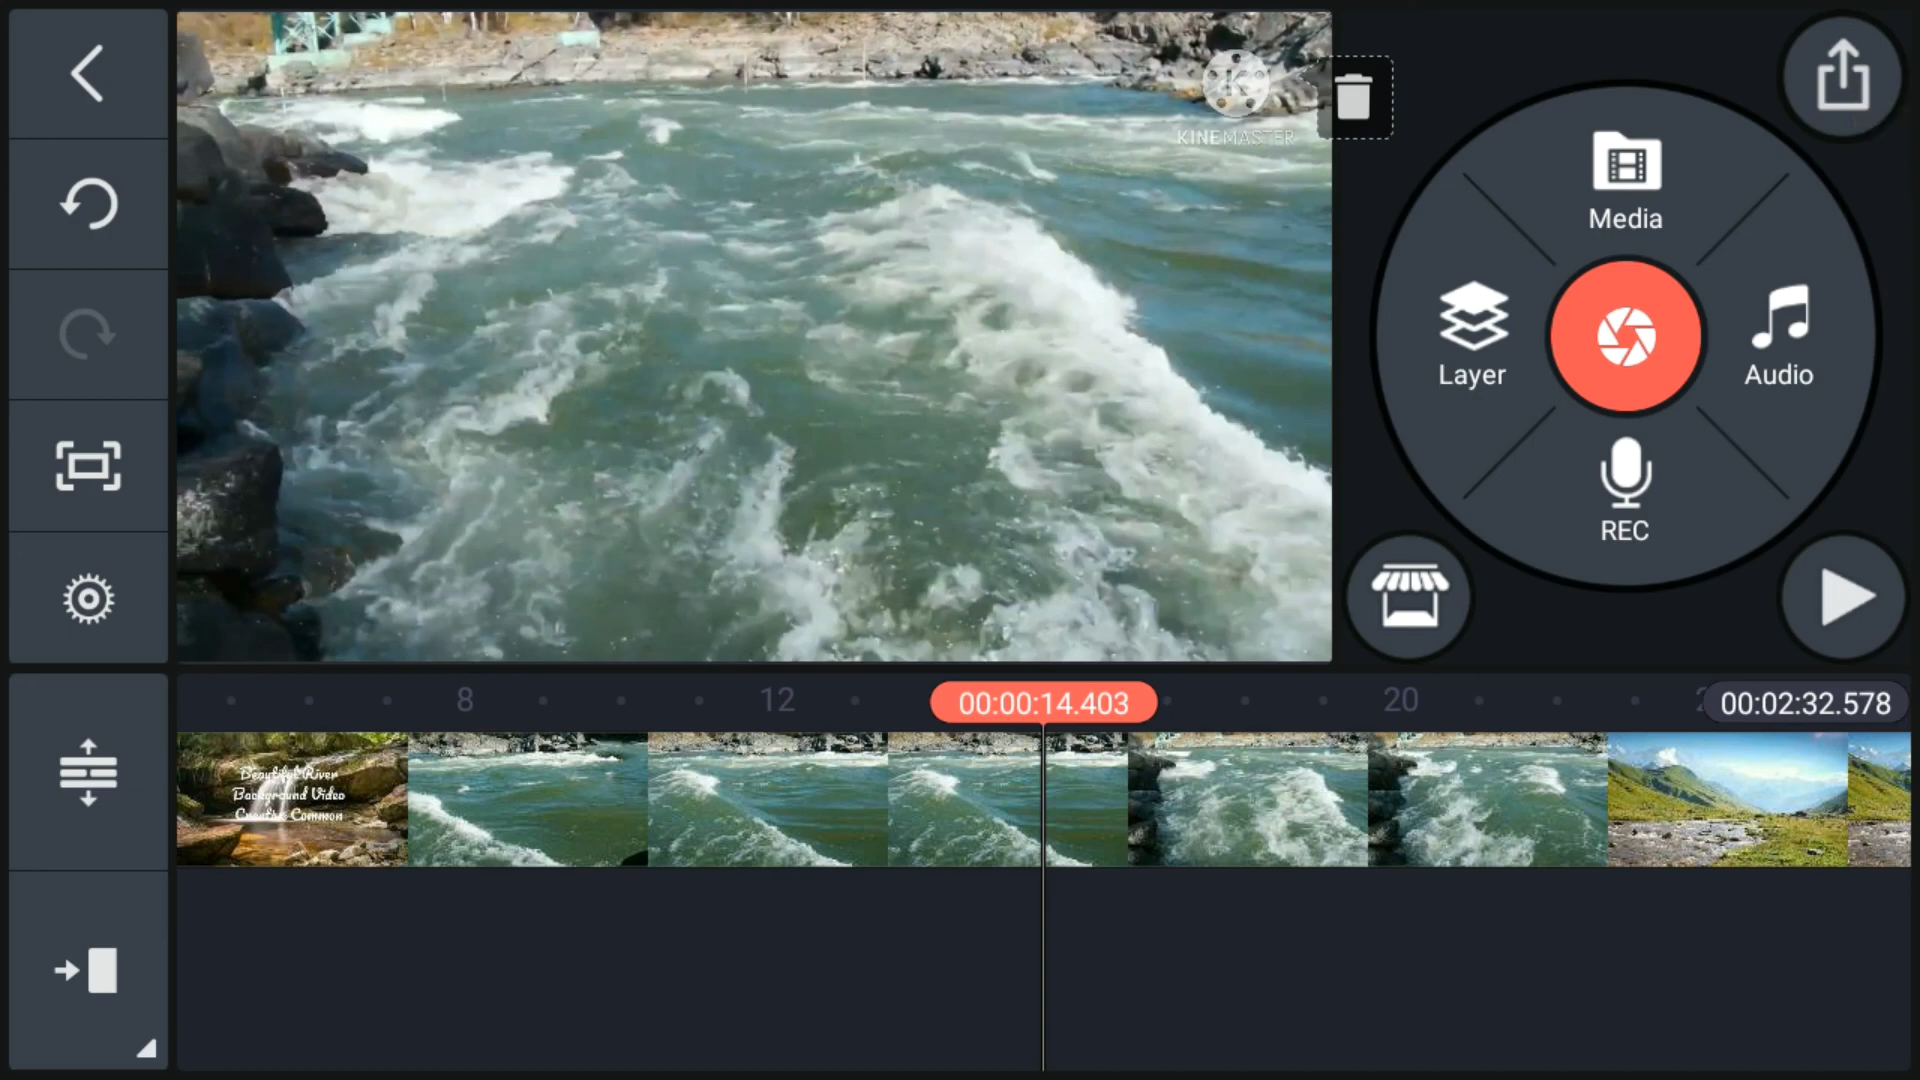 KINEMASTER
Media
Layer
Audio
REC
8
12
00:00:14.403
20
00:02:32.578
Beautiful River
Background Video
Creative Common